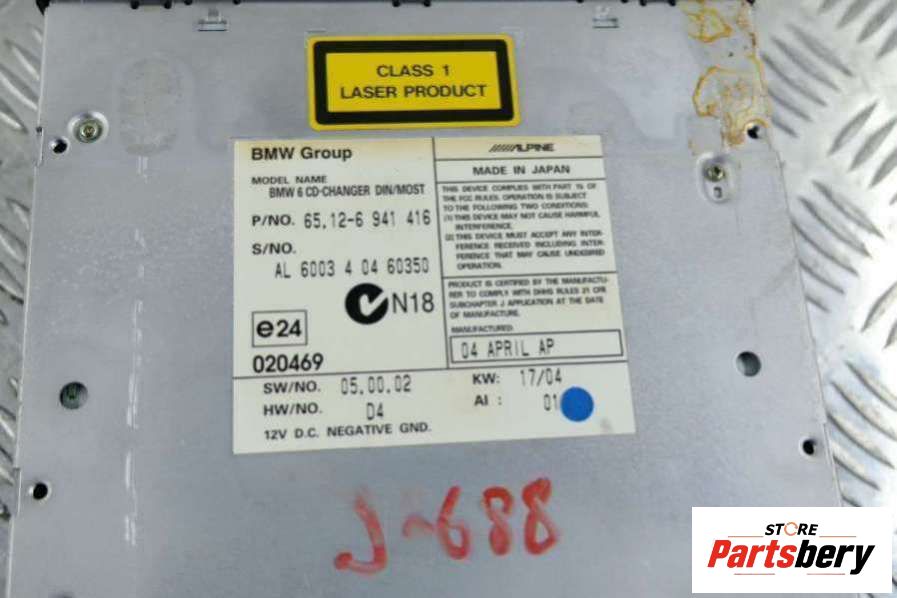 CLASS 1
LASER PRODUCT
BMW Group
MODEL NAME
BMW 6 CD-CHANGER DIN/MOST
P/NO. 65.12-6 941 416
S/NO.
AL 6003 4 04 60350
N18
e24
020469
ALPINE
MADE IN JAPAN
THIS DEVICE COMPLIES WITH PART 15 OF
THE FCC RULES. OPERATION IS SUBJECT
TO THE FOLLOWING TWO CONDITIONS:
(1) THIS DEVICE MAY NOT CAUSE HARMFUL
INTERFERENCE.
(2) THIS DEVICE MUST ACCEPT ANY INTER-
FERENCE RECEIVED INCLUDING INTER-
FERENCE THAT MAY CAUSE UNDESIRED
OPERATION.
PRODUCT IS CERTIFIED BY THE MANUFACTU-
RER TO COMPLY WITH DHHS RULES 21 CFR
SUBCHAPTER J APPLICATION AT THE DATE
OF MANUFACTURE.
MANUFACTURED:
04 APRIL AP
SW/NO. 05.00.02
HW/NO. D4
12V D.C. NEGATIVE GND.
KW: 17/04
AI : 01
J-688
STORE
Partsbery